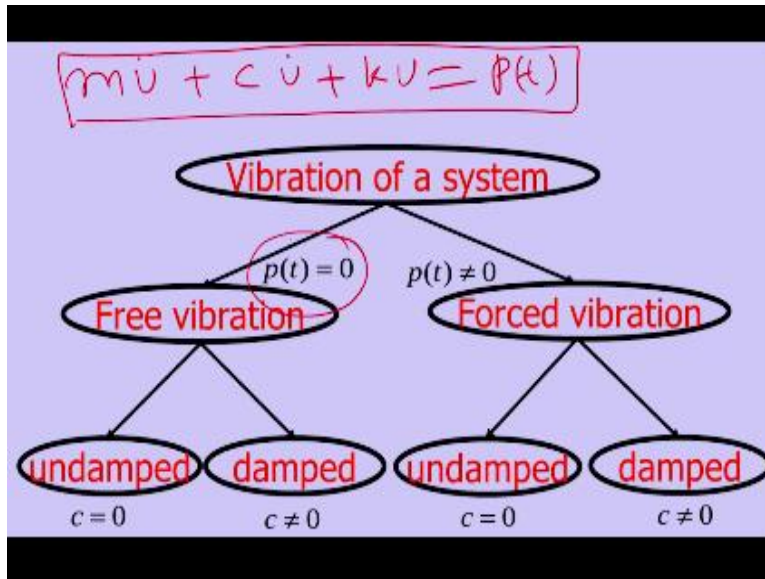 mü + cu̇ + ku = p(t)
Vibration of a system
p(t) = 0 p(t) ≠ 0
Free vibration Forced vibration
undamped damped undamped damped
c = 0 c ≠ 0 c = 0 c ≠ 0